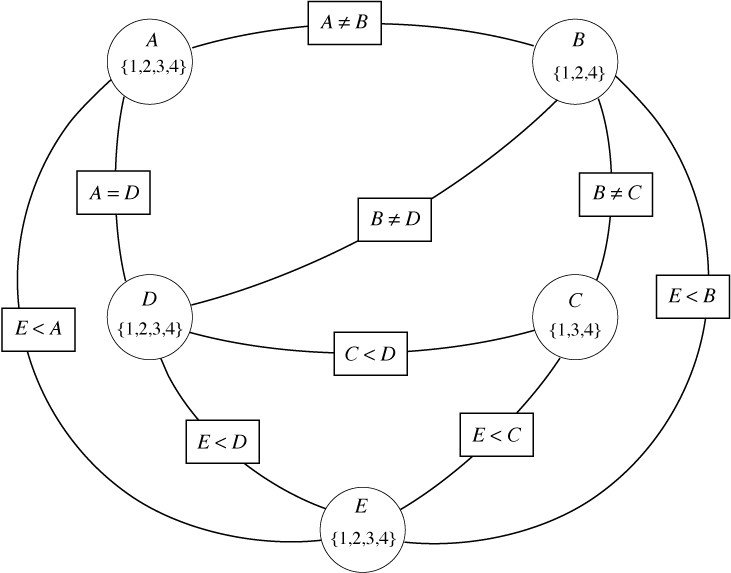 A ≠ B
A
{1,2,3,4}
B
{1,2,4}
A = D
B ≠ D
B ≠ C
D
{1,2,3,4}
C
{1,3,4}
E < A
C < D
E < B
E < D
E < C
E
{1,2,3,4}